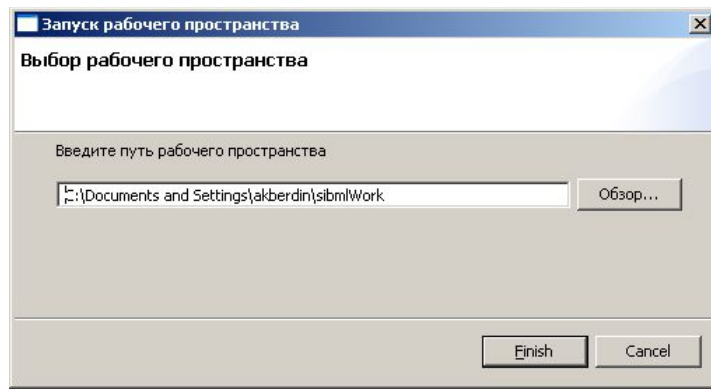 Запуск рабочего пространства
Выбор рабочего пространства
Введите путь рабочего пространства
C:\Documents and Settings\akberdin\sibmlWork
Обзор...
Finish
Cancel